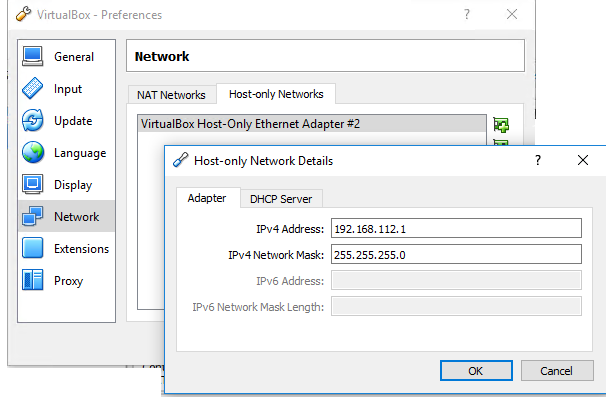 VirtualBox - Preferences
General
Input
Update
Language
Display
Network
Extensions
Proxy
Network
NAT Networks
Host-only Networks
VirtualBox Host-Only Ethernet Adapter #2
Host-only Network Details
Adapter
DHCP Server
IPv4 Address: 192.168.112.1
IPv4 Network Mask: 255.255.255.0
IPv6 Address:
IPv6 Network Mask Length:
OK
Cancel